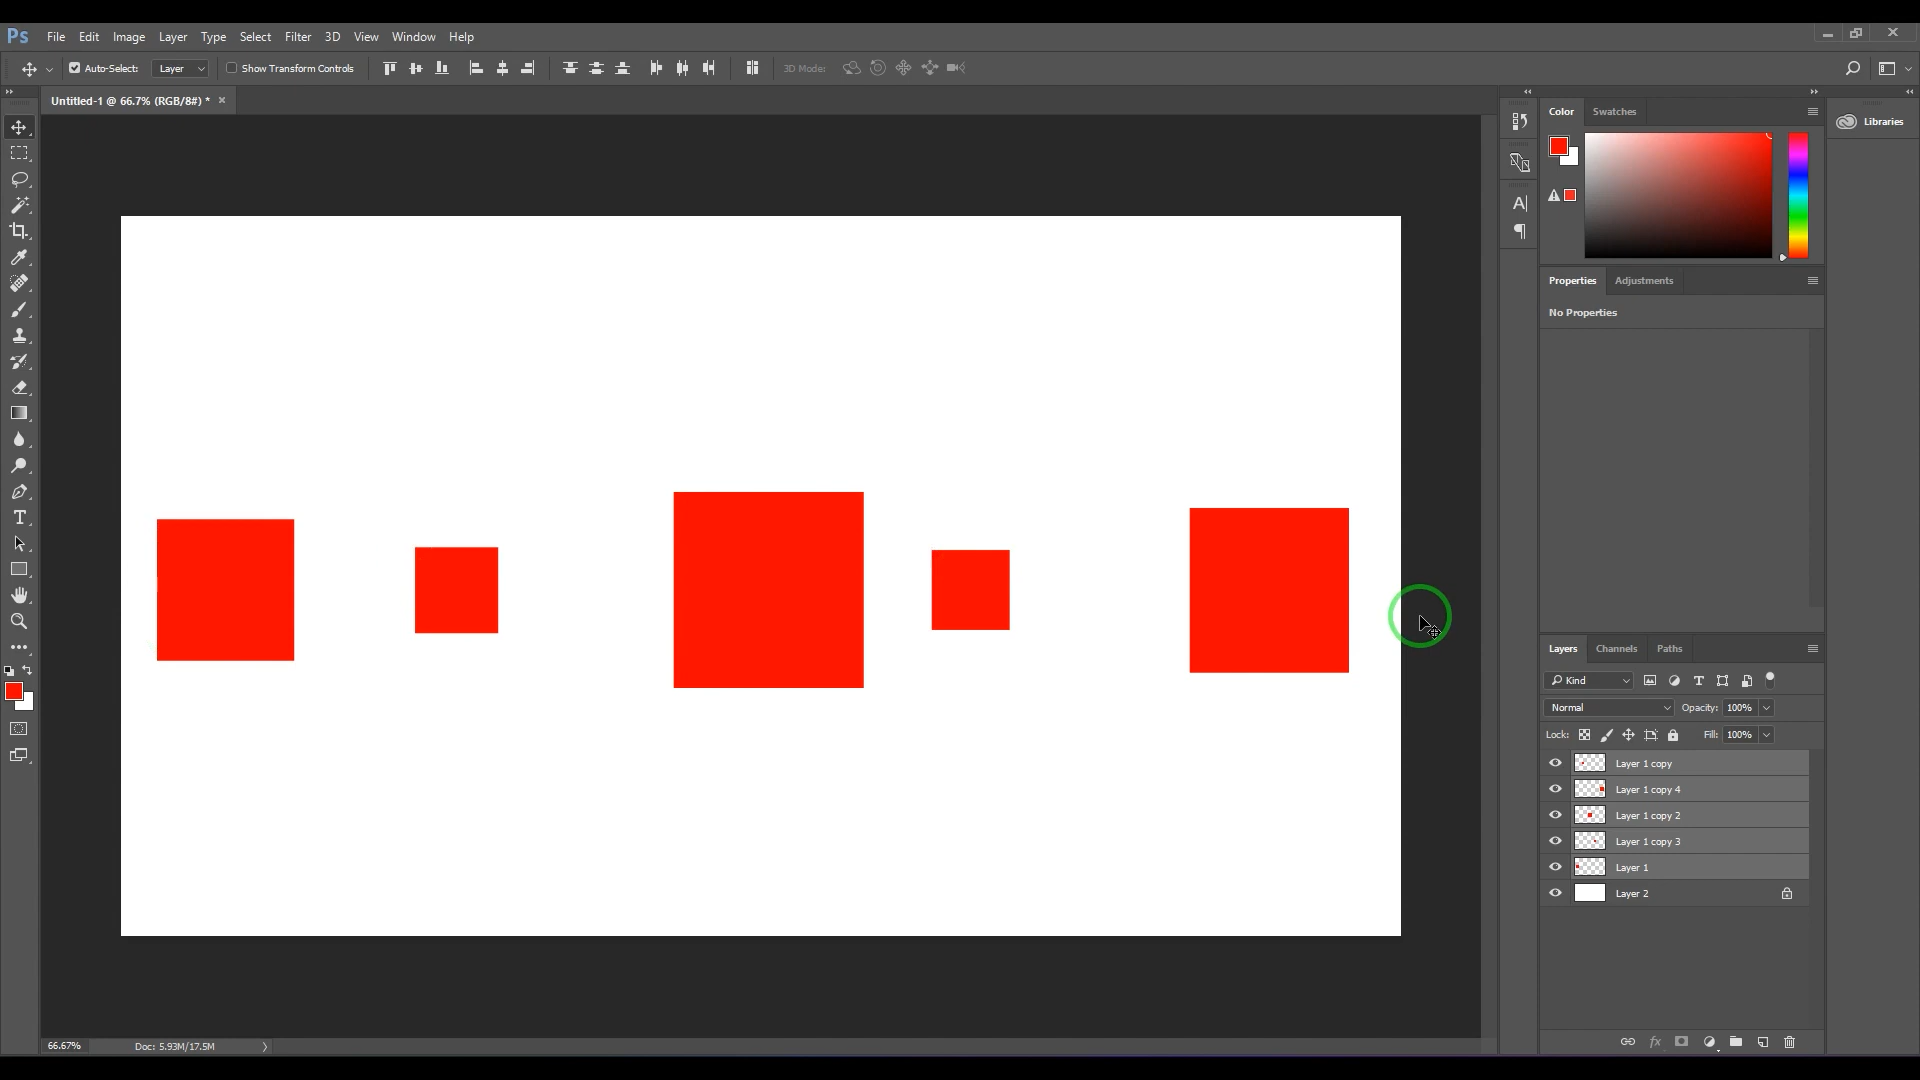 Ps File Edit Image Layer Type Select Filter 3D View Window Help
Auto-Select: Layer Show Transform Controls 3D Mode:
Untitled-1 @ 66.7% (RGB/8#) * ×
Color Swatches
Libraries
Properties Adjustments
No Properties
Layers Channels Paths
Kind
Normal Opacity: 100%
Lock: Fill: 100%
Layer 1 copy
Layer 1 copy 4
Layer 1 copy 2
Layer 1 copy 3
Layer 1
Layer 2
fx
66.67% Doc: 5.93M/17.5M